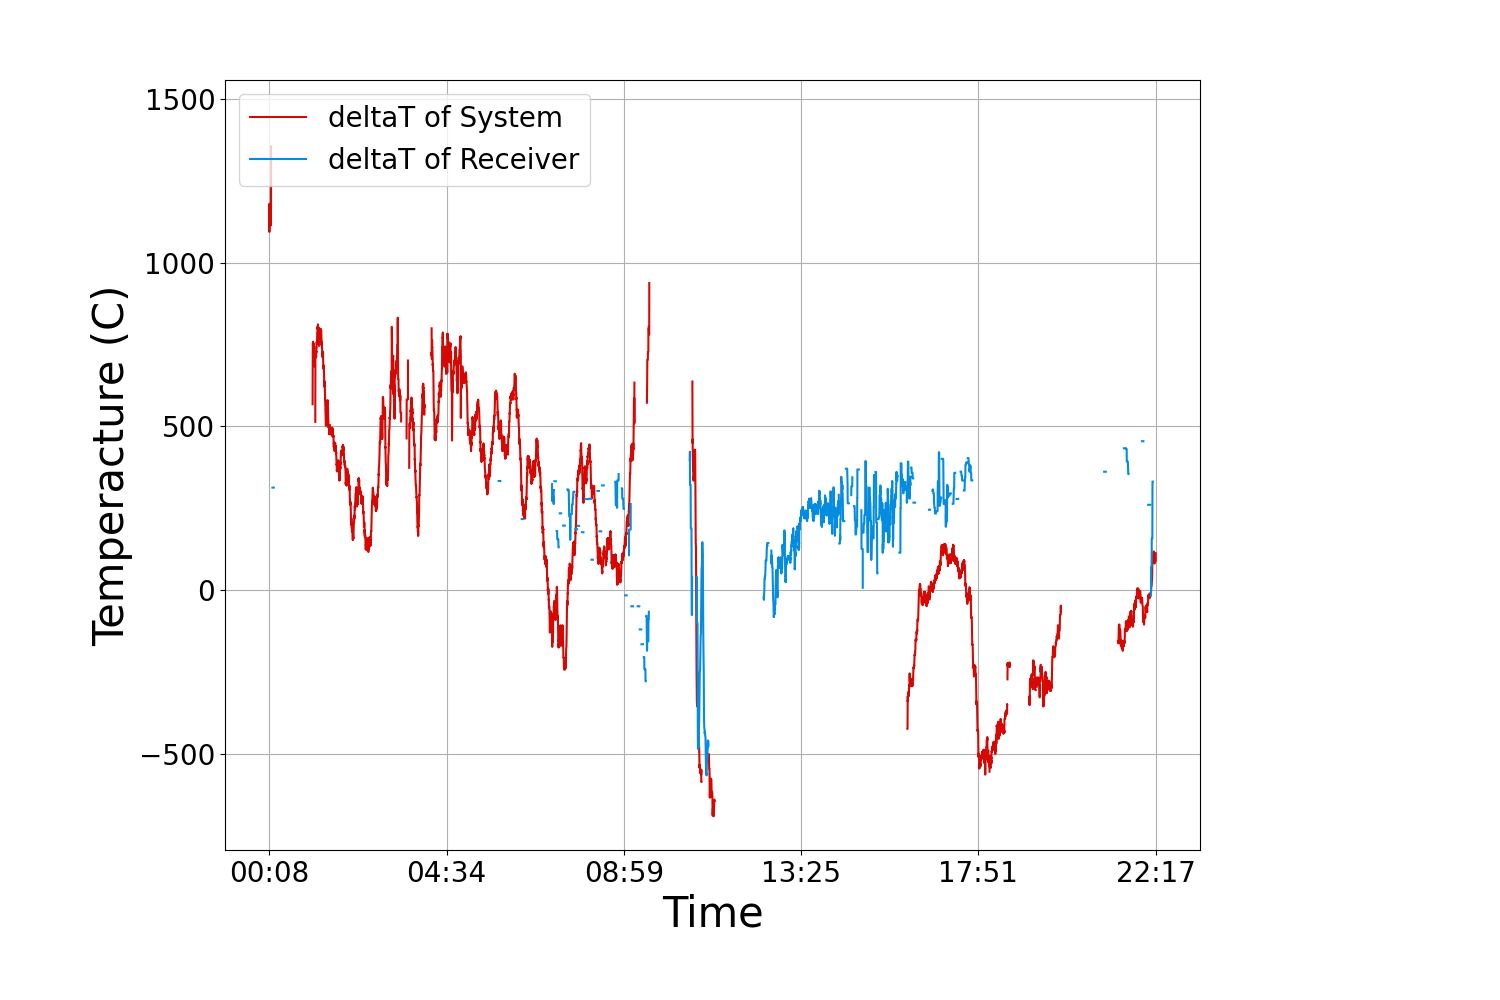 1500
1000
500
0
−500
deltaT of System
deltaT of Receiver
Temperacture (C)
00:08 04:34 08:59 13:25 17:51 22:17
Time